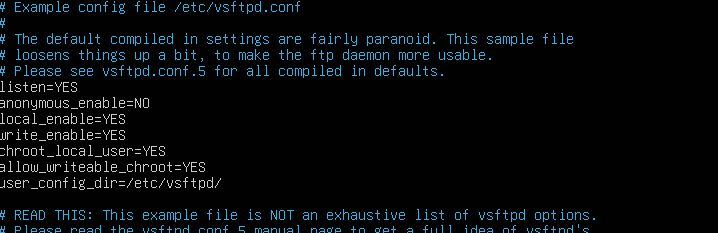 # Example config file /etc/vsftpd.conf
#
# The default compiled in settings are fairly paranoid. This sample file
# loosens things up a bit, to make the ftp daemon more usable.
# Please see vsftpd.conf.5 for all compiled in defaults.
listen=YES
anonymous_enable=NO
local_enable=YES
write_enable=YES
chroot_local_user=YES
allow_writeable_chroot=YES
user_config_dir=/etc/vsftpd/
# READ THIS: This example file is NOT an exhaustive list of vsftpd options.
# Please read the vsftpd.conf.5 manual page to get a full idea of vsftpd's